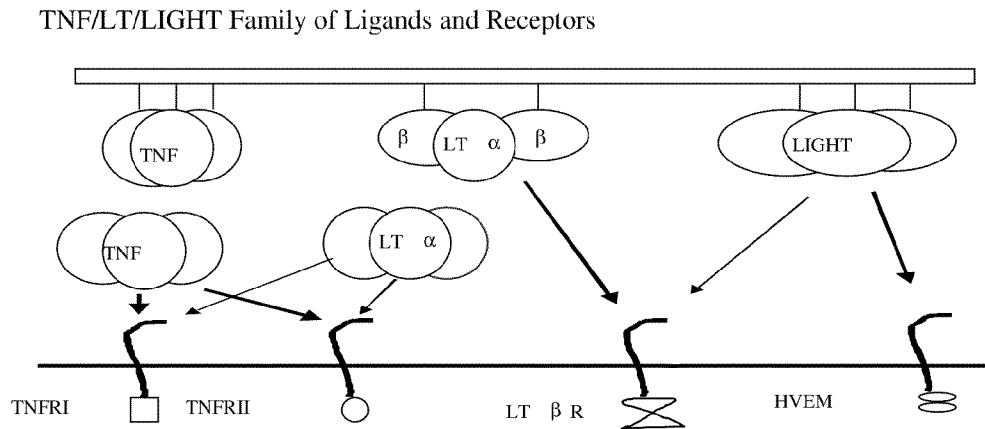 TNF/LT/LIGHT Family of Ligands and Receptors
TNF
β LT α β
LIGHT
TNF
LT α
TNFRI
TNFRII
LT β R
HVEM